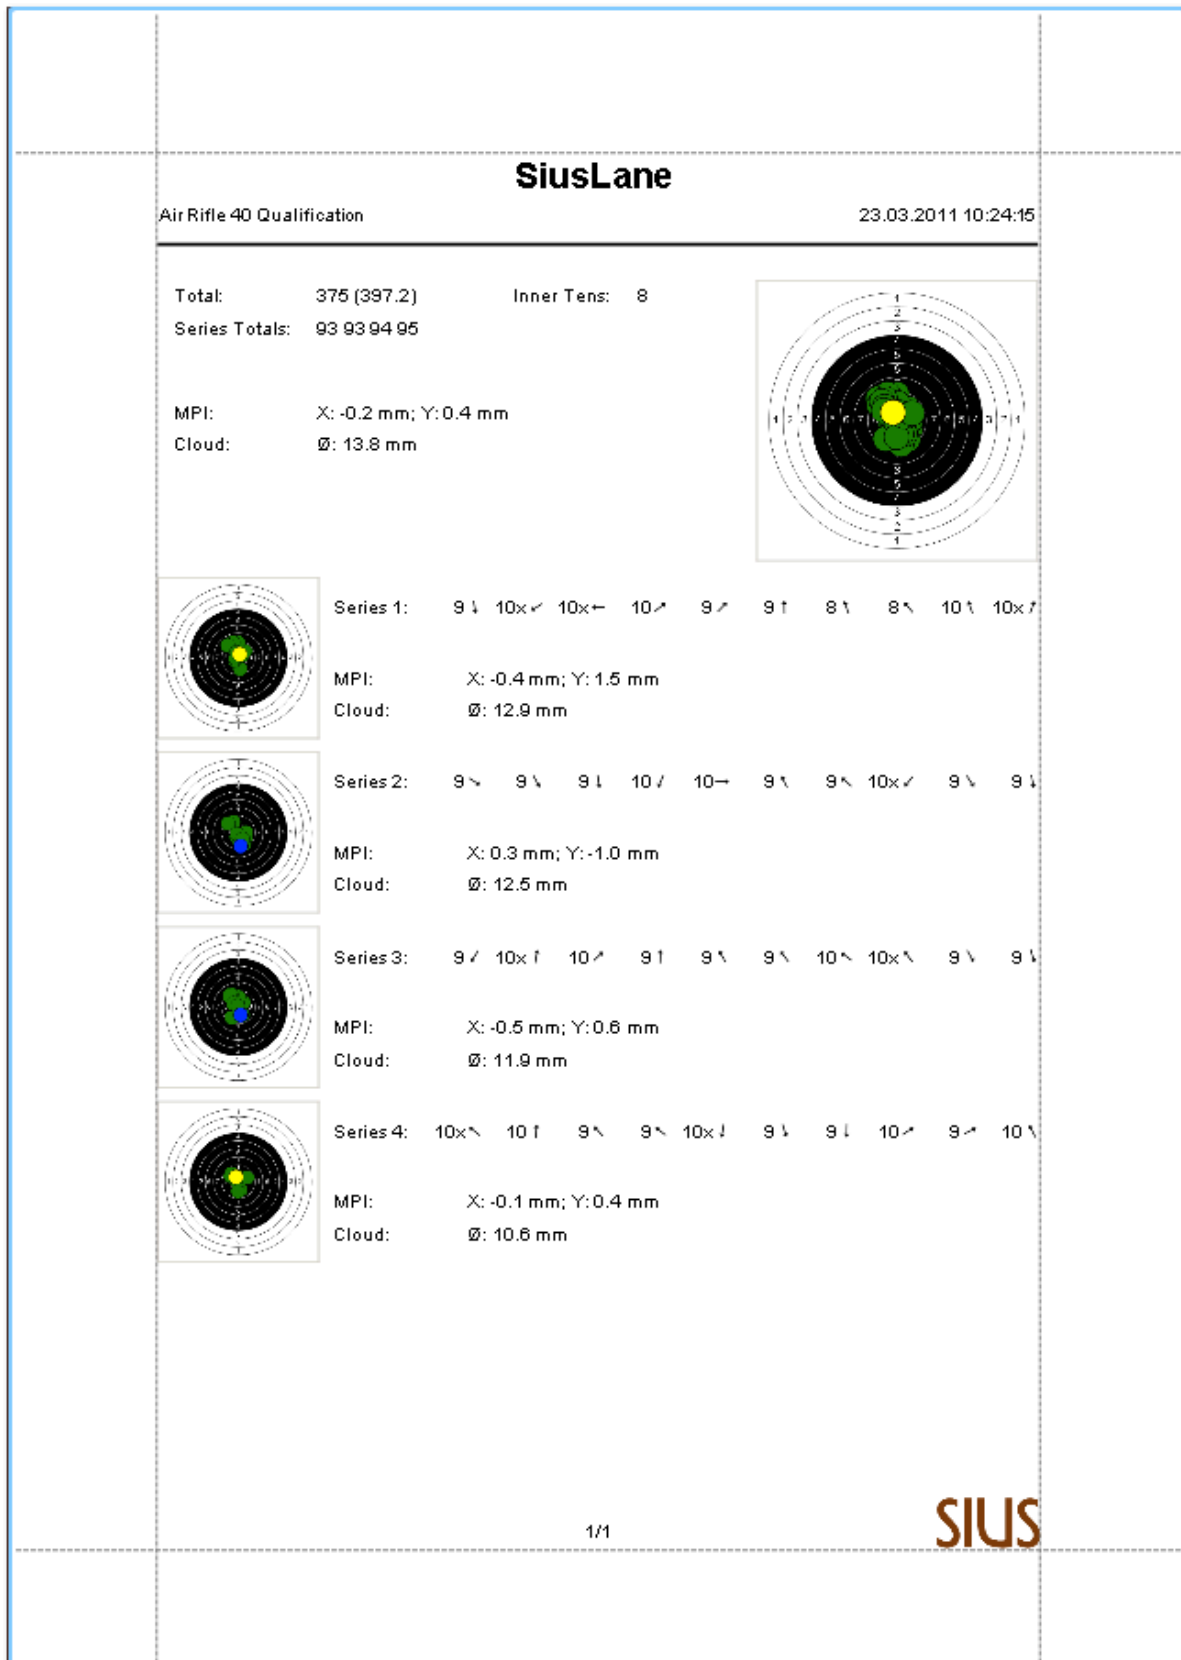 SiusLane
Air Rifle 40 Qualification 23.03.2011 10:24:15
Total: 375 (397.2) Inner Tens: 8
Series Totals: 93 93 94 95
MPI: X: -0.2 mm; Y: 0.4 mm
Cloud: Ø: 13.8 mm
Series 1: 9 10x 10x 10 9 9 8 8 10 10x
MPI: X: -0.4 mm; Y: 1.5 mm
Cloud: Ø: 12.9 mm
Series 2: 9 9 9 10 10 9 9 10x 9 9
MPI: X: 0.3 mm; Y: -1.0 mm
Cloud: Ø: 12.5 mm
Series 3: 9 10x 10 9 9 9 10 10x 9 9
MPI: X: -0.5 mm; Y: 0.6 mm
Cloud: Ø: 11.9 mm
Series 4: 10x 10 9 9 10x 9 9 10 9 10
MPI: X: -0.1 mm; Y: 0.4 mm
Cloud: Ø: 10.6 mm
1/1
SIUS